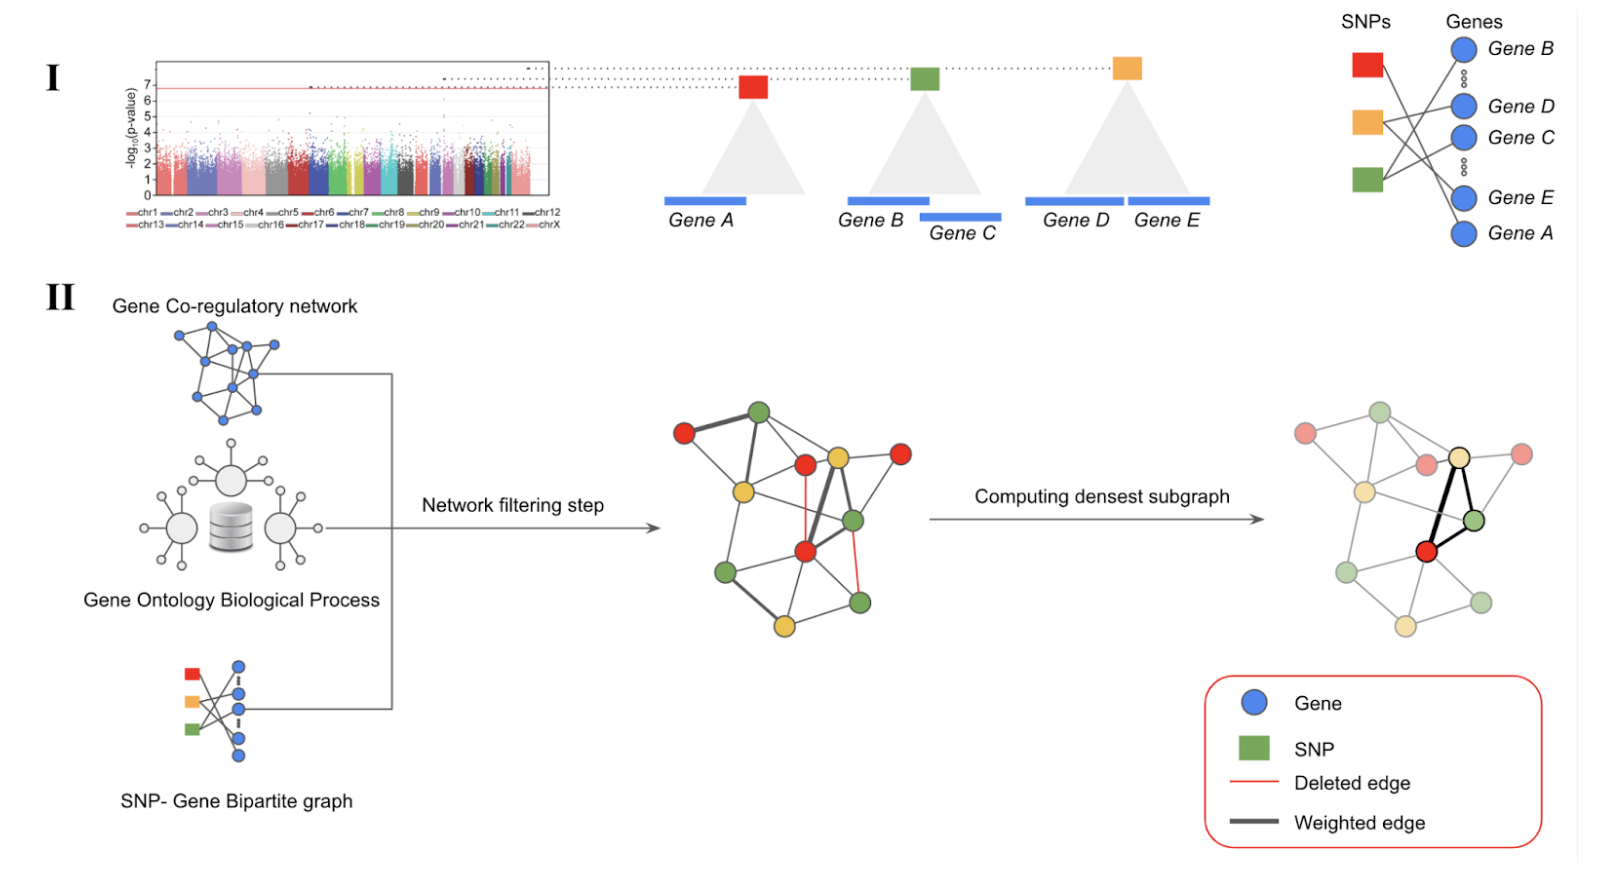 I
SNPs
Genes
Gene B
Gene D
Gene C
Gene E
Gene A
-log10(p-value)
7
6
5
4
3
2
1
0
chr1 chr2 chr3 chr4 chr5 chr6 chr7 chr8 chr9 chr10 chr11 chr12
chr13 chr14 chr15 chr16 chr17 chr18 chr19 chr20 chr21 chr22 chrX
Gene A
Gene B
Gene C
Gene D
Gene E
II
Gene Co-regulatory network
Gene Ontology Biological Process
SNP- Gene Bipartite graph
Network filtering step
Computing densest subgraph
Gene
SNP
Deleted edge
Weighted edge